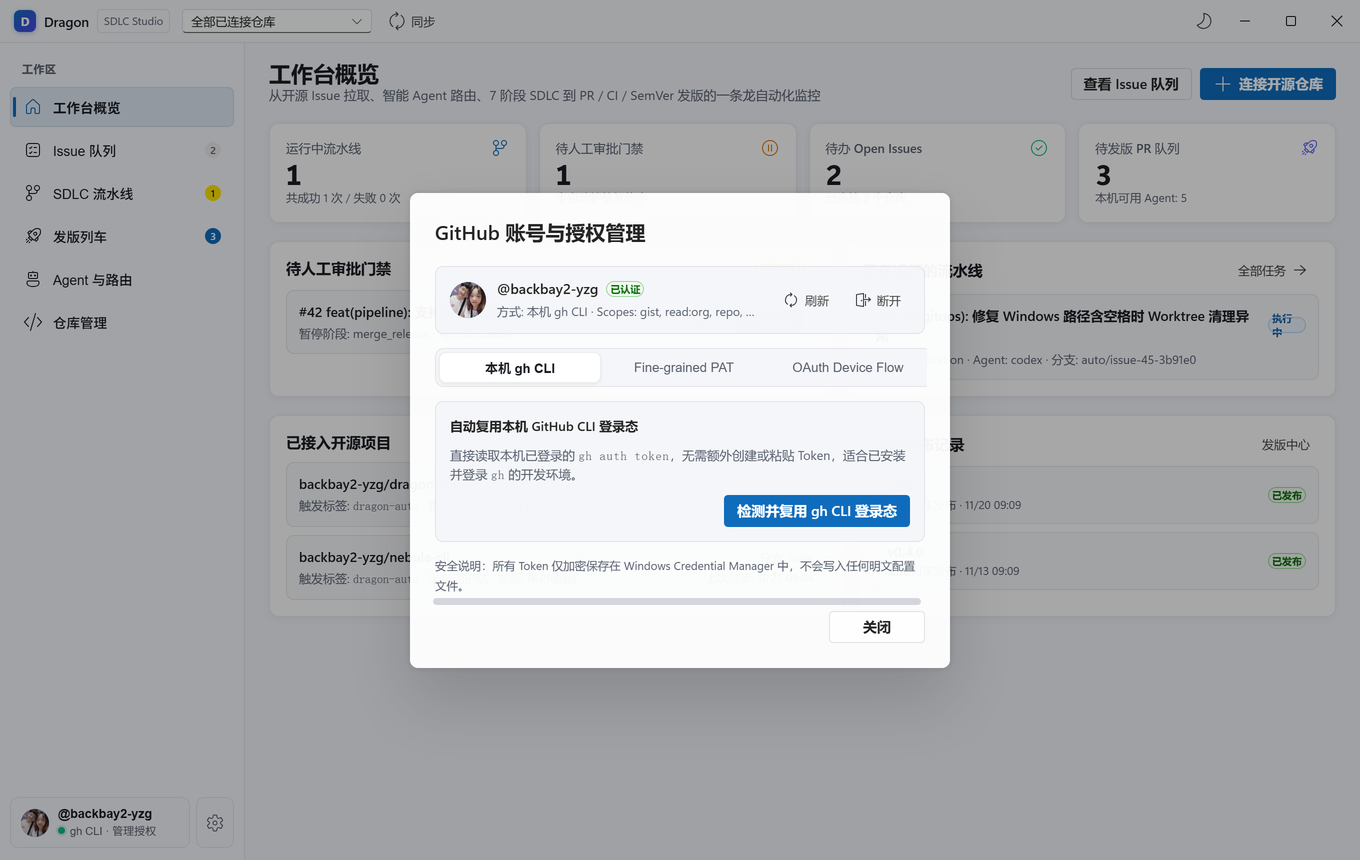 D Dragon SDLC Studio 全部已连接仓库 同步
工作区
工作台概览
Issue 队列 2
SDLC 流水线 1
发版列车 3
Agent 与路由
仓库管理
@backbay2-yzg
gh CLI · 管理授权
工作台概览
从开源 Issue 拉取、智能 Agent 路由、7 阶段 SDLC 到 PR / CI / SemVer 发版的一条龙自动化监控
查看 Issue 队列
连接开源仓库
运行中流水线
1
共成功 1 次 / 失败 0 次
待人工审批门禁
1
待办 Open Issues
2
待发版 PR 队列
3
本机可用 Agent: 5
待人工审批门禁
#42 feat(pipeline):
暂停阶段: merge_rele
流水线
全部任务
修复 Windows 路径含空格时 Worktree 清理异
执行中
on · Agent: codex · 分支: auto/issue-45-3b91e0
已接入开源项目
backbay2-yzg/drago
触发标签: dragon-aut
backbay2-yzg/neb
触发标签: dragon-aut
记录
发版中心
· 11/20 09:09
已发布
· 11/13 09:09
已发布
GitHub 账号与授权管理
@backbay2-yzg 已认证
方式: 本机 gh CLI · Scopes: gist, read:org, repo, ...
刷新
断开
本机 gh CLI
Fine-grained PAT
OAuth Device Flow
自动复用本机 GitHub CLI 登录态
直接读取本机已登录的 gh auth token，无需额外创建或粘贴 Token，适合已安装
并登录 gh 的开发环境。
检测并复用 gh CLI 登录态
安全说明：所有 Token 仅加密保存在 Windows Credential Manager 中，不会写入任何明文配置
文件。
关闭